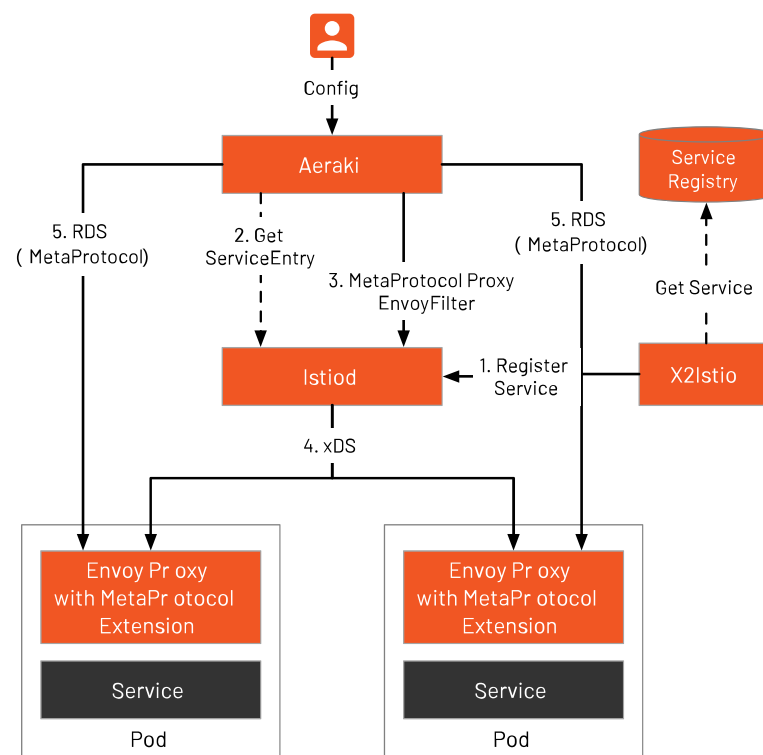 Config
Aeraki
Service
Registry
5. RDS
( MetaProtocol)
2. Get
ServiceEntry
3. MetaProtocol Proxy
EnvoyFilter
5. RDS
( MetaProtocol)
Get Service
Istiod
1. Register
Service
X2Istio
4. xDS
Envoy Pr oxy
with MetaPr otocol
Extension
Service
Pod
Envoy Pr oxy
with MetaPr otocol
Extension
Service
Pod